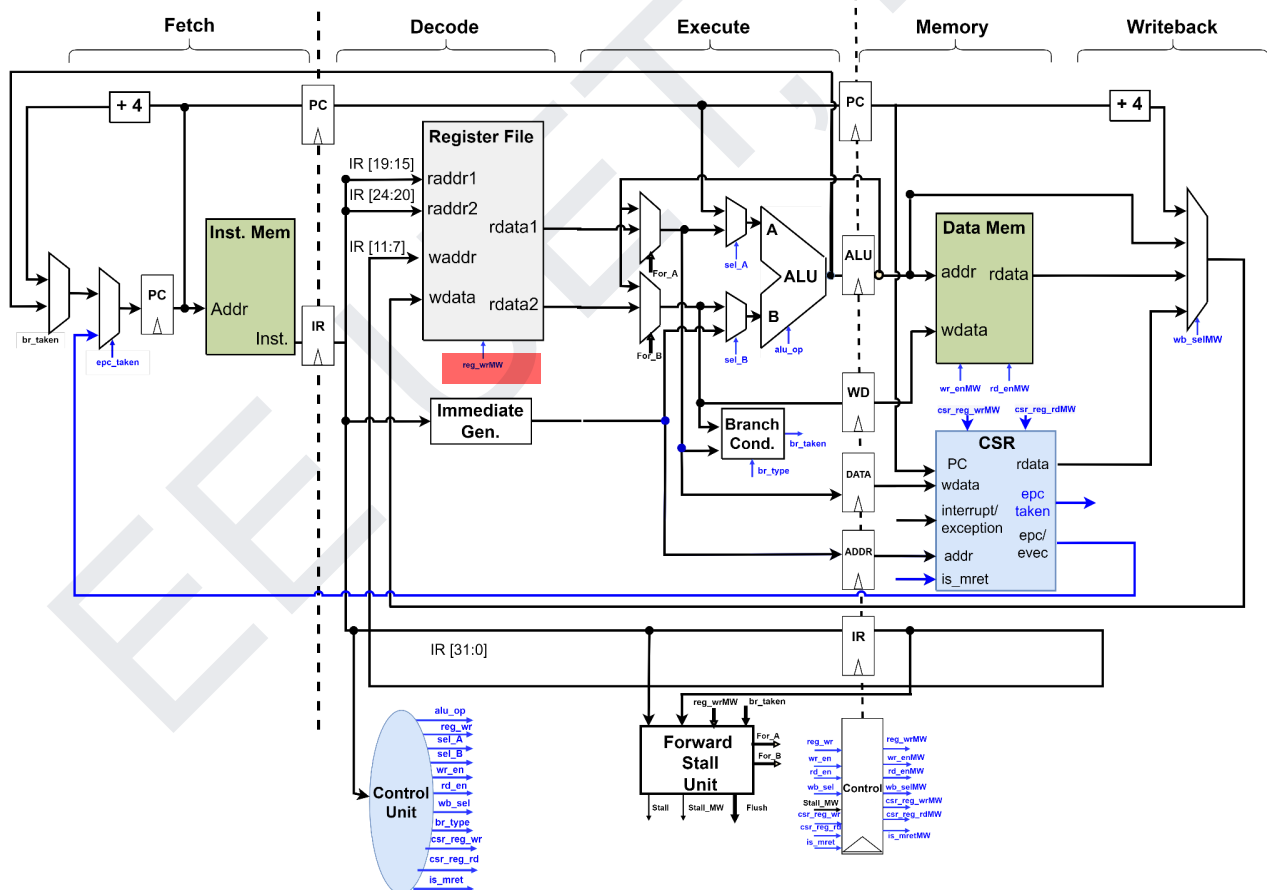 Fetch
Decode
Execute
Memory
Writeback
+ 4
PC
PC
+ 4
Register File
IR [19:15]
raddr1
IR [24:20]
raddr2
rdata1
IR [11:7]
waddr
wdata
rdata2
reg_wrMW
Inst. Mem
Addr
Inst.
PC
IR
br_taken
epc_taken
For_A
For_B
sel_A
sel_B
A
ALU
B
alu_op
ALU
Data Mem
addr
rdata
wdata
wr_enMW
rd_enMW
wb_selMW
WD
Immediate
Gen.
Branch
Cond.
br_taken
br_type
DATA
ADDR
csr_reg_wrMW
csr_reg_rdMW
CSR
PC
rdata
wdata
epc
taken
interrupt/
exception
epc/
evec
addr
is_mret
IR
IR [31:0]
Control
Unit
alu_op
reg_wr
sel_A
sel_B
wr_en
rd_en
wb_sel
br_type
csr_reg_wr
csr_reg_rd
is_mret
reg_wrMW
br_taken
Forward
Stall
Unit
For_A
For_B
Stall
Stall_MW
Flush
reg_wr
wr_en
rd_en
wb_sel
Stall_MW
csr_reg_wr
csr_reg_rd
is_mret
Control
reg_wrMW
wr_enMW
rd_enMW
wb_selMW
csr_reg_wrMW
csr_reg_rdMW
is_mretMW